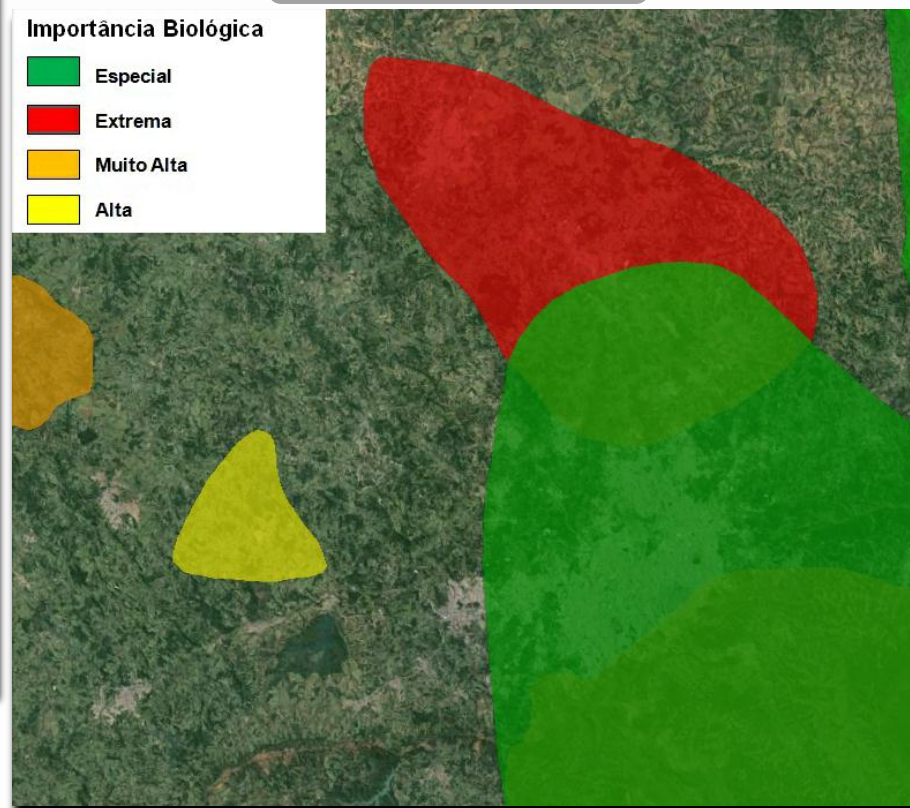 Importância Biológica
Especial
Extrema
Muito Alta
Alta